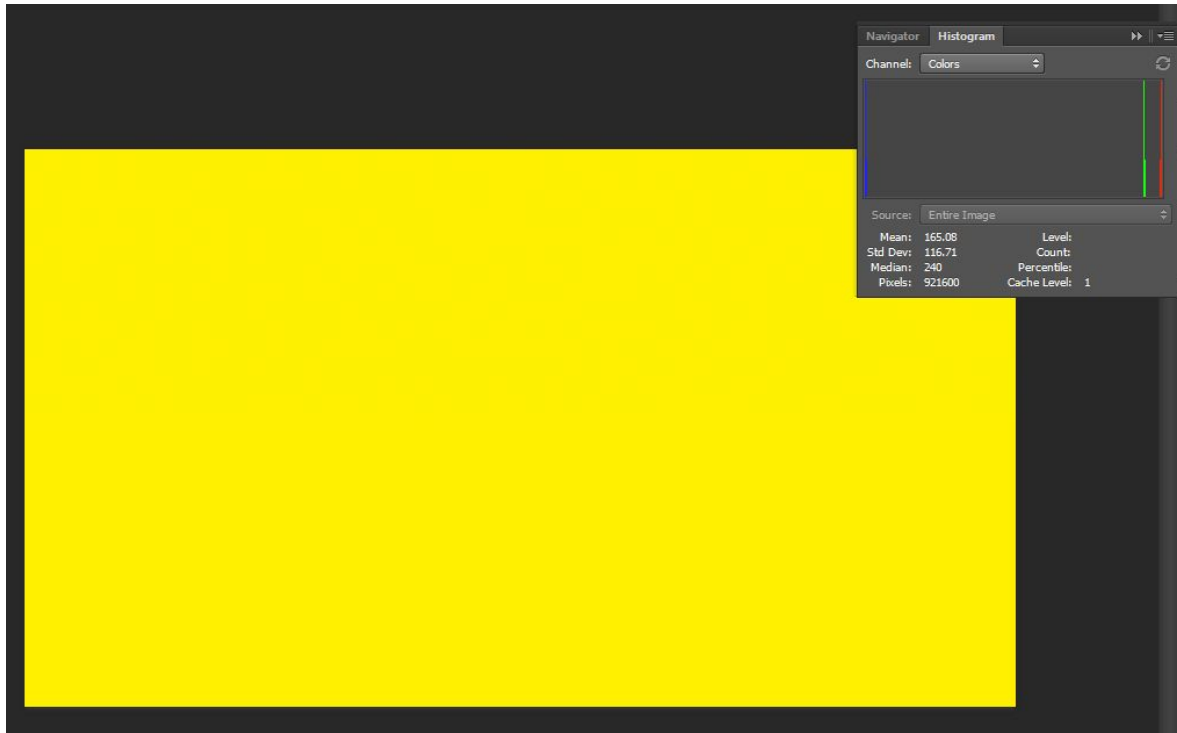 Navigator Histogram
Channel: Colors
Source: Entire Image
Mean: 165.08 Level:
Std Dev: 116.71 Count:
Median: 240 Percentile:
Pixels: 921600 Cache Level: 1